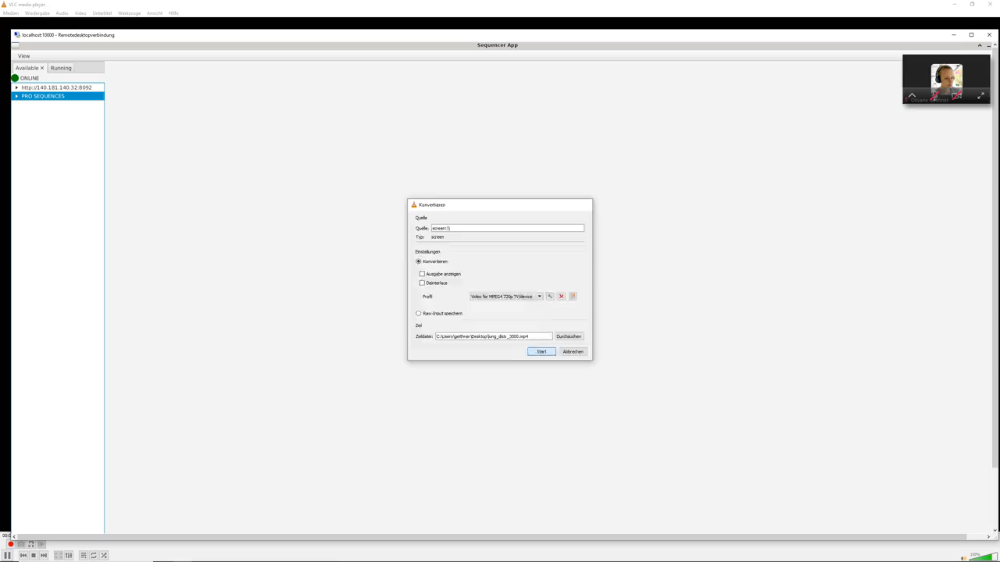 VLC media player
Medien Wiedergabe Audio Video Untertitel Werkzeuge Ansicht Hilfe
localhost:10000 - Remotedesktopverbindung
Sequencer App
View
Available Running
ONLINE
http://140.181.140.32:8092
PRO SEQUENCES
Konvertieren
Quelle
Quelle: screen:\\
Typ: screen
Einstellungen
Konvertieren
Ausgabe anzeigen
Deinterlace
Profil Video for MPEG4 720p TV/device
Raw-Input speichern
Ziel
Zieldatei: C:\Users\geithner\Desktop\long_distr_3000.mp4 Durchsuchen
Start Abbrechen
100%